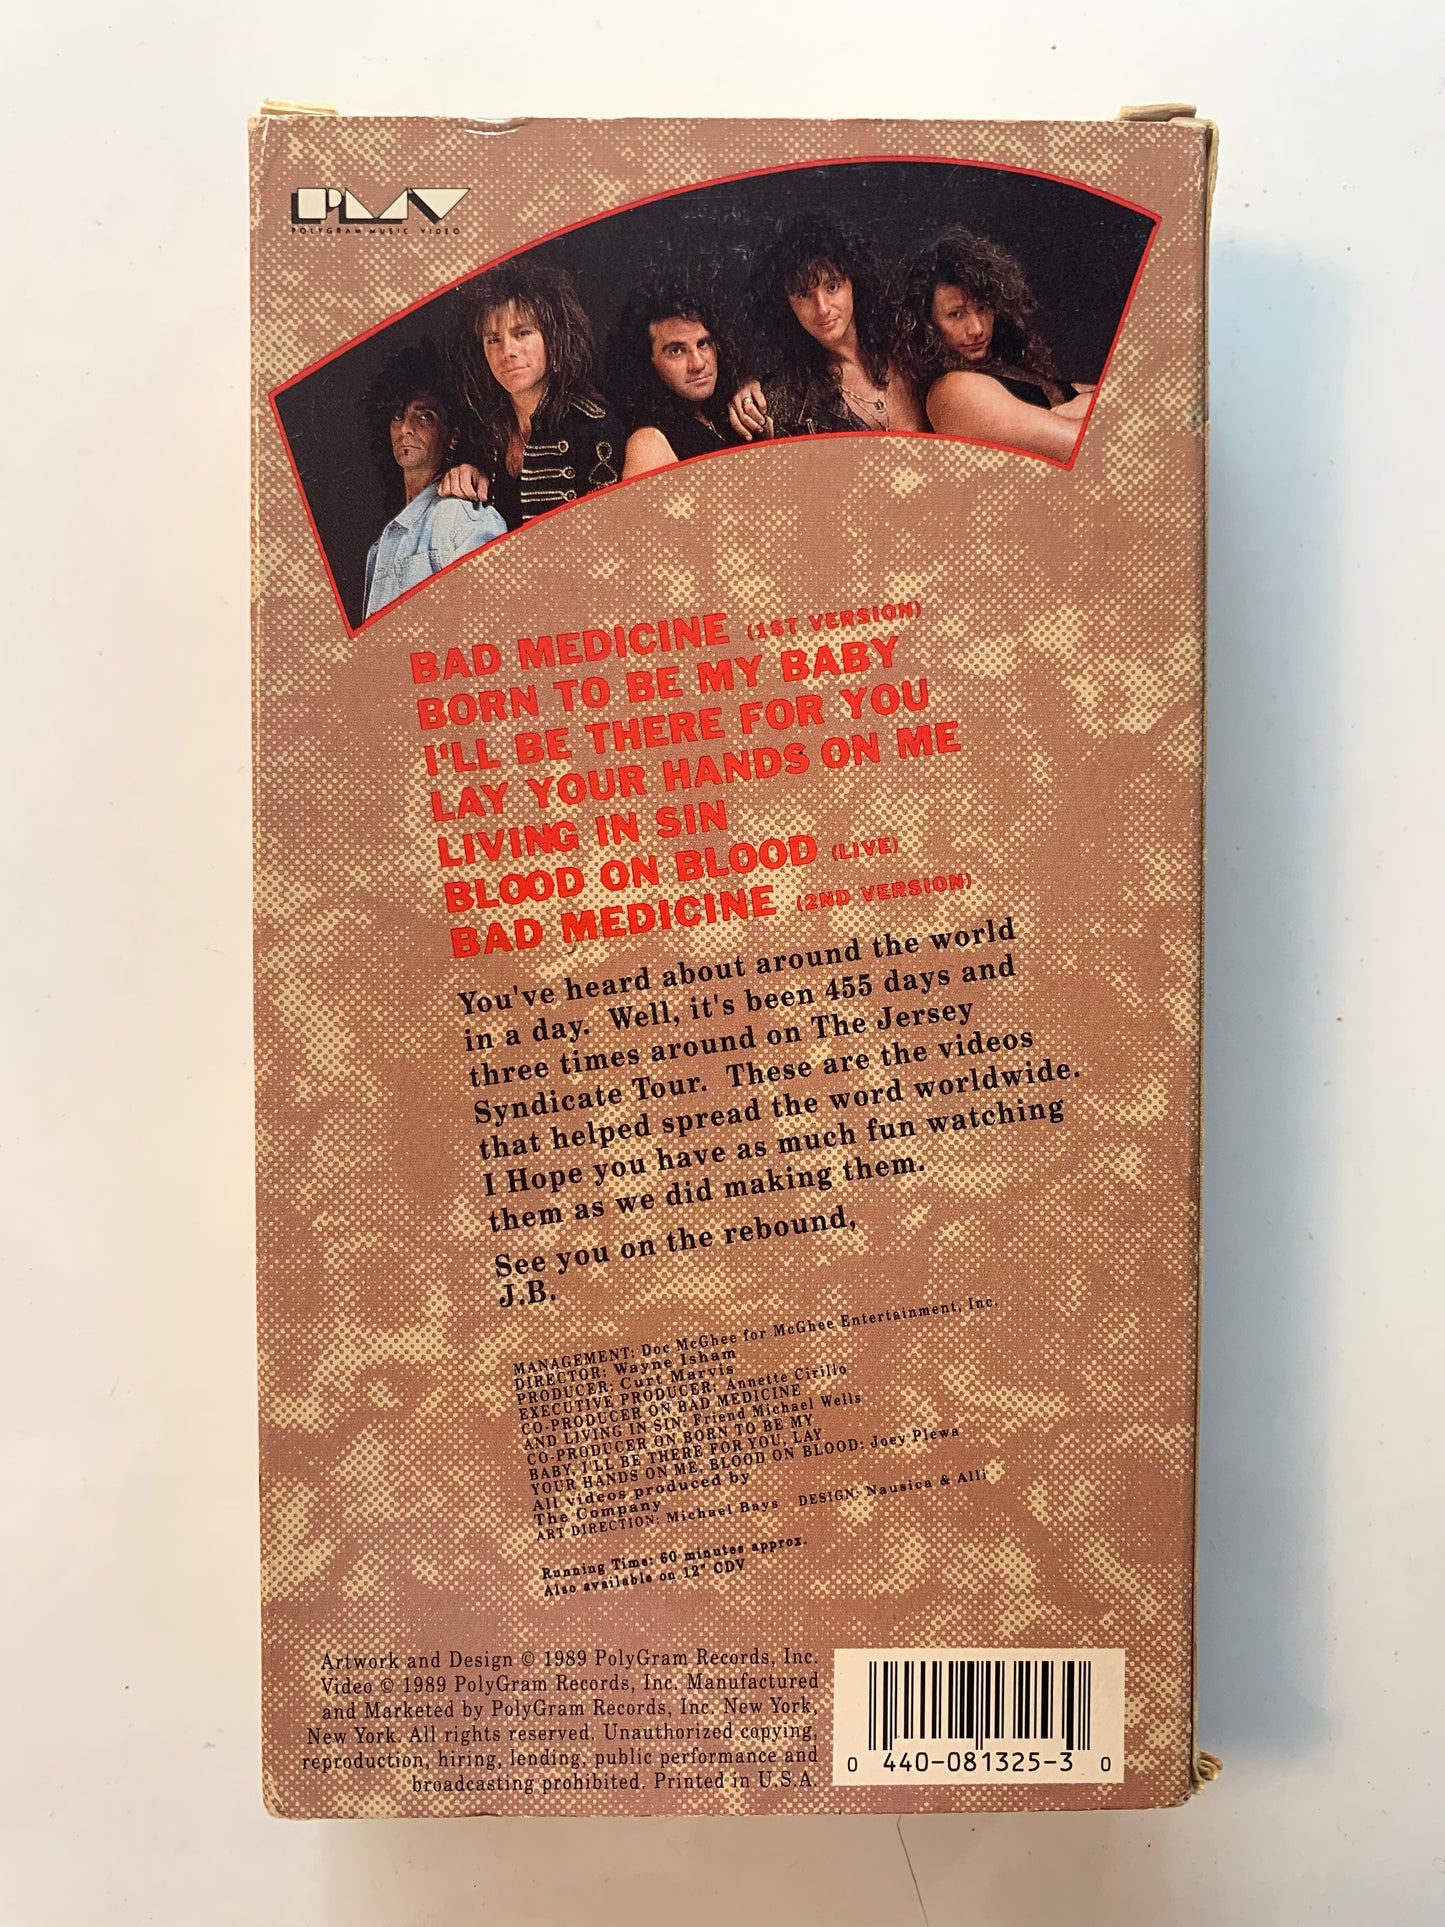 PMV
POLYGRAM MUSIC VIDEO
BAD MEDICINE (1ST VERSION)
BORN TO BE MY BABY
I'LL BE THERE FOR YOU
LAY YOUR HANDS ON ME
LIVING IN SIN
BLOOD ON BLOOD (LIVE)
BAD MEDICINE (2ND VERSION)
You've heard about around the world
in a day. Well, it's been 455 days and
three times around on The Jersey
Syndicate Tour. These are the videos
that helped spread the word worldwide.
I Hope you have as much fun watching
them as we did making them.
See you on the rebound,
J.B.
MANAGEMENT: Doc McGhee for McGhee Entertainment, Inc.
DIRECTOR: Wayne Isham
PRODUCER: Curt Marvis
EXECUTIVE PRODUCER: Annette Cirillo
CO-PRODUCER ON BAD MEDICINE
AND LIVING IN SIN: Friend Michael Wells
CO-PRODUCER ON BORN TO BE MY
BABY, I'LL BE THERE FOR YOU, LAY
YOUR HANDS ON ME, BLOOD ON BLOOD: Joey Plewa
All videos produced by
The Company
ART DIRECTION: Michael Bays DESIGN: Nausica & Alli
Running Time: 60 minutes approx.
Also available on 12" CDV
Artwork and Design © 1989 PolyGram Records, Inc.
Video © 1989 PolyGram Records, Inc. Manufactured
and Marketed by PolyGram Records, Inc. New York,
New York. All rights reserved. Unauthorized copying,
reproduction, hiring, lending, public performance and
broadcasting prohibited. Printed in U.S.A.
0 440-081325-3 0